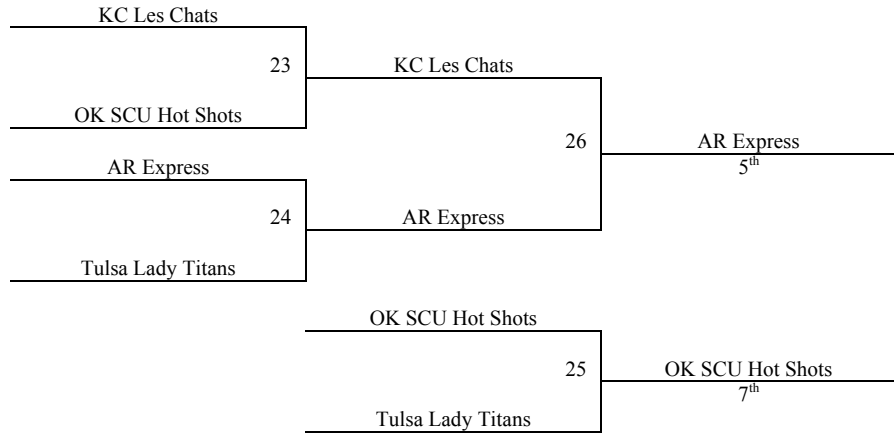 KC Les Chats
23
KC Les Chats
OK SCU Hot Shots
26
AR Express
5th
AR Express
24
AR Express
Tulsa Lady Titans
OK SCU Hot Shots
25
OK SCU Hot Shots
7th
Tulsa Lady Titans